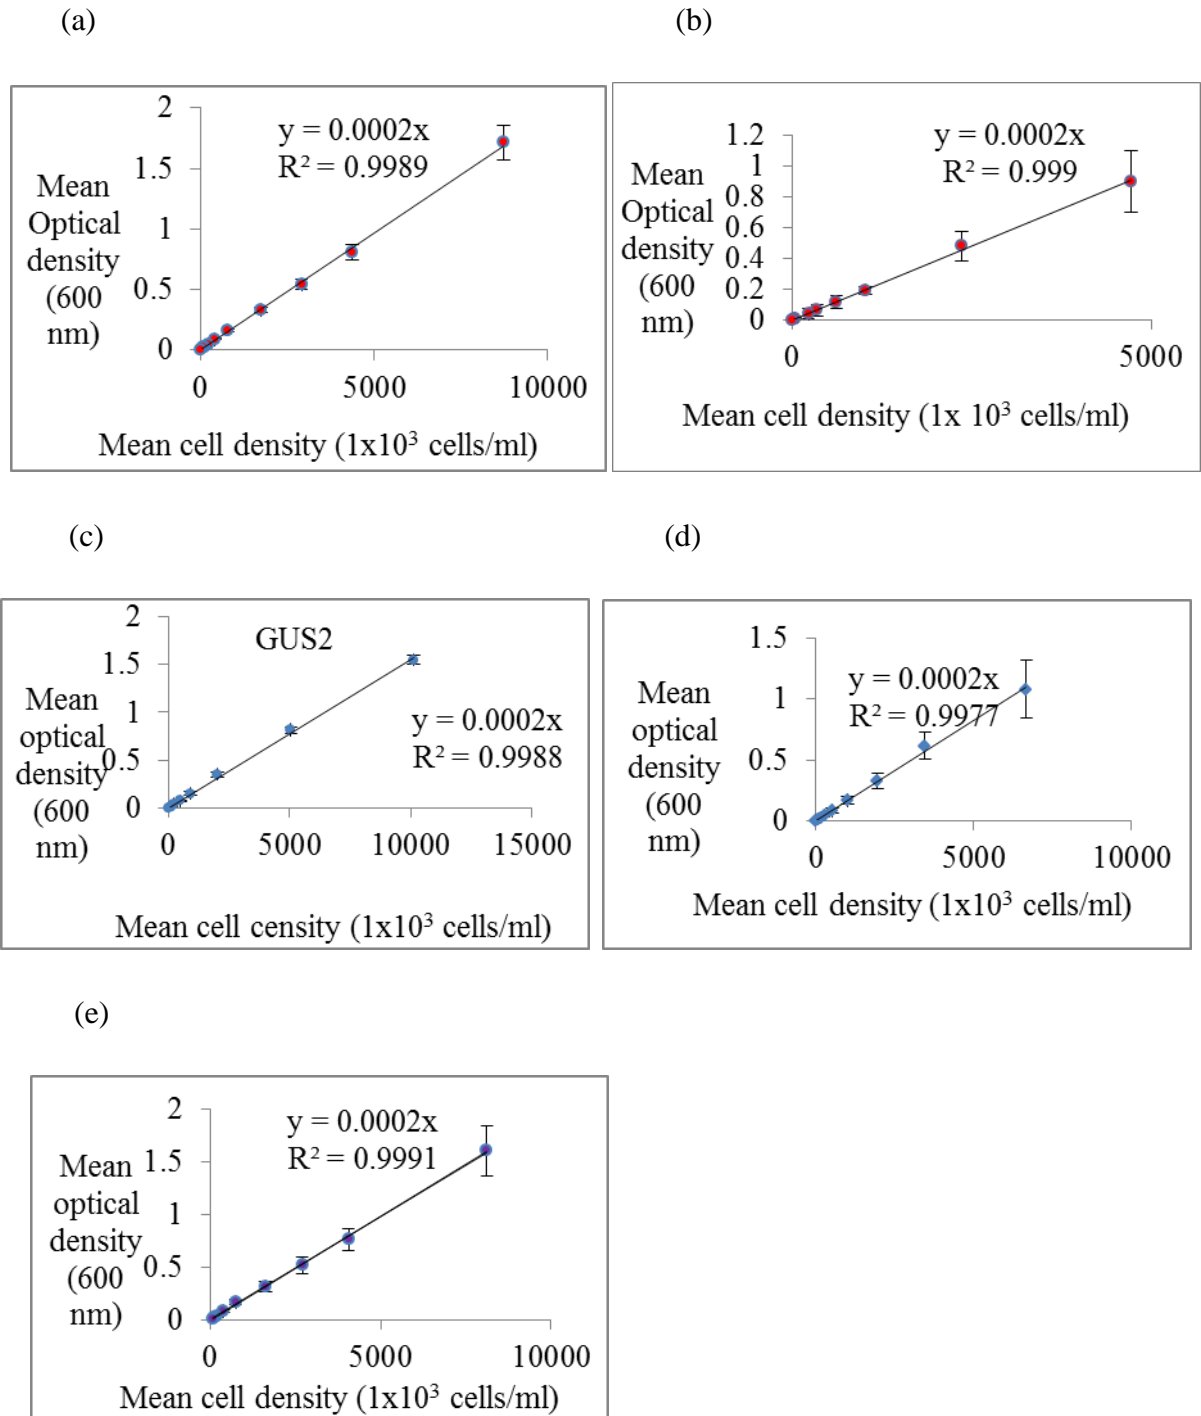 (a)
2
1.5
1
0.5
0
y = 0.0002x
R² = 0.9989
Mean
Optical
density
(600
nm)
0 5000 10000
Mean cell density (1x10³ cells/ml)
(b)
1.2
1
0.8
0.6
0.4
0.2
0
y = 0.0002x
R² = 0.999
Mean
Optical
density
(600
nm)
0 5000
Mean cell density (1x 10³ cells/ml)
(c)
2
1.5
1
0.5
0
GUS2
y = 0.0002x
R² = 0.9988
Mean
optical
density
(600
nm)
0 5000 10000 15000
Mean cell censity (1x10³ cells/ml)
(d)
1.5
1
0.5
0
y = 0.0002x
R² = 0.9977
Mean
optical
density
(600
nm)
0 5000 10000
Mean cell density (1x10³ cells/ml)
(e)
2
1.5
1
0.5
0
y = 0.0002x
R² = 0.9991
Mean
optical
density
(600
nm)
0 5000 10000
Mean cell density (1x10³ cells/ml)